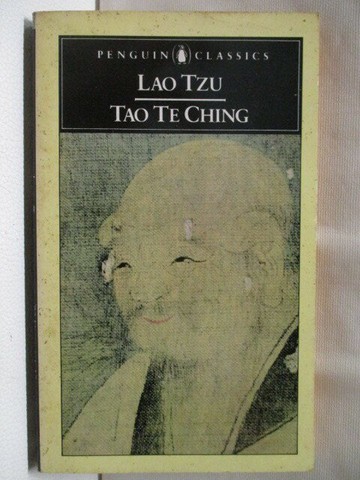 PENGUIN CLASSICS
LAO TZU
TAO TE CHING